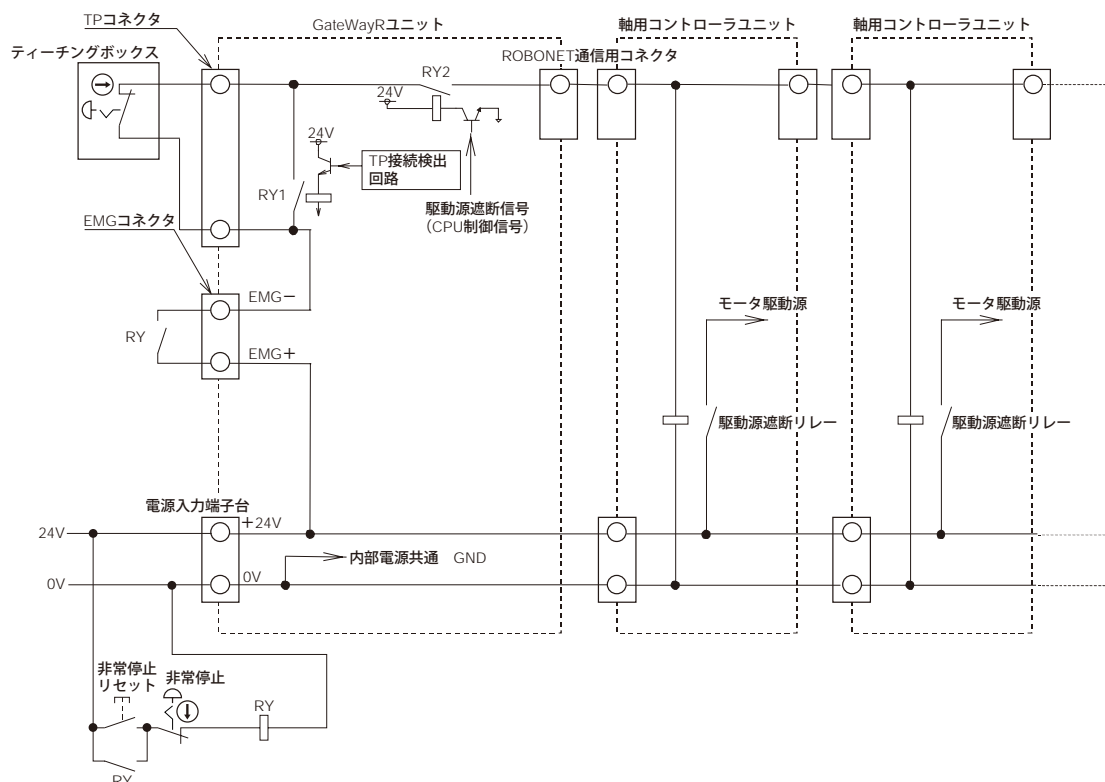 TPコネクタ
GateWayRユニット
軸用コントローラユニット
軸用コントローラユニット
ティーチングボックス
ROBONET通信用コネクタ
RY2
24V
24V
TP接続検出
回路
RY1
駆動源遮断信号
（CPU制御信号）
EMGコネクタ
EMG－
RY
EMG＋
モータ駆動源
モータ駆動源
駆動源遮断リレー
駆動源遮断リレー
電源入力端子台
24V
＋24V
内部電源共通　GND
0V
0V
非常停止
リセット
非常停止
RY
RY